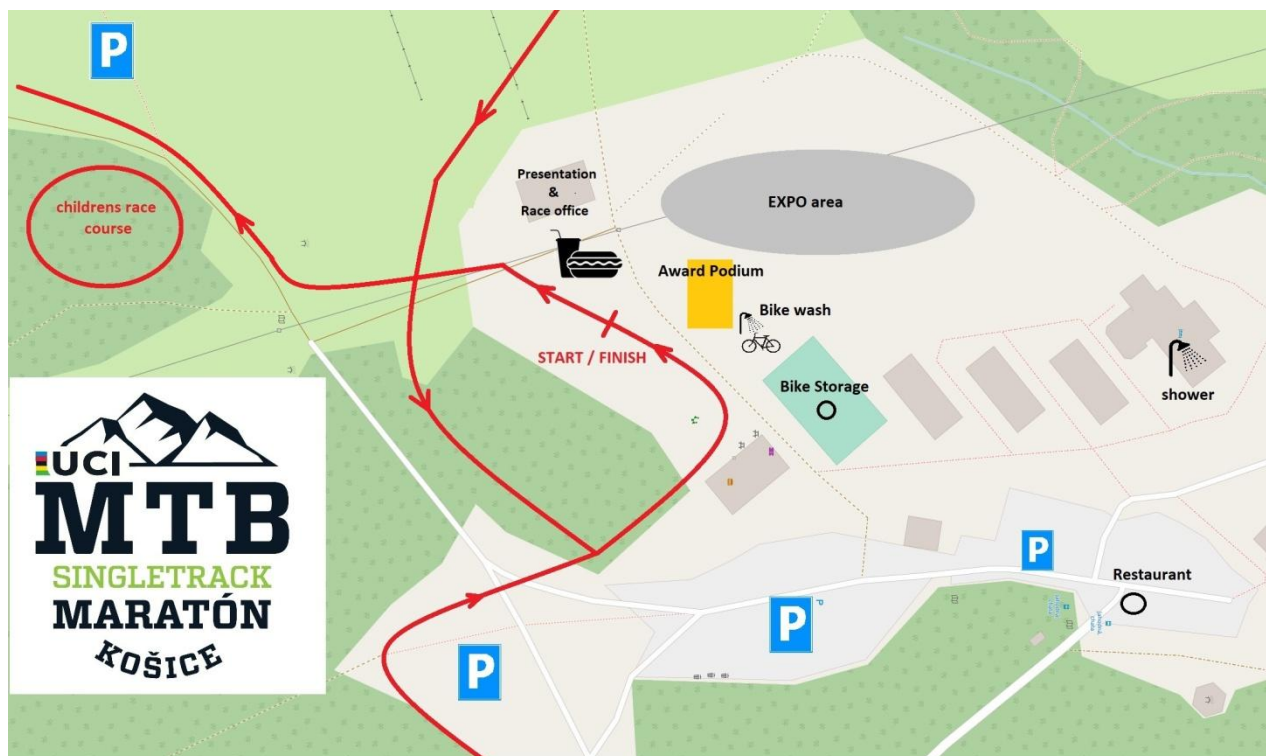 P
Presentation
&
Race office
EXPO area
childrens race
course
Award Podium
Bike wash
START / FINISH
Bike Storage
shower
UCI
MTB
SINGLETRACK
MARATÓN
KOŠICE
P
Restaurant
P
P
P